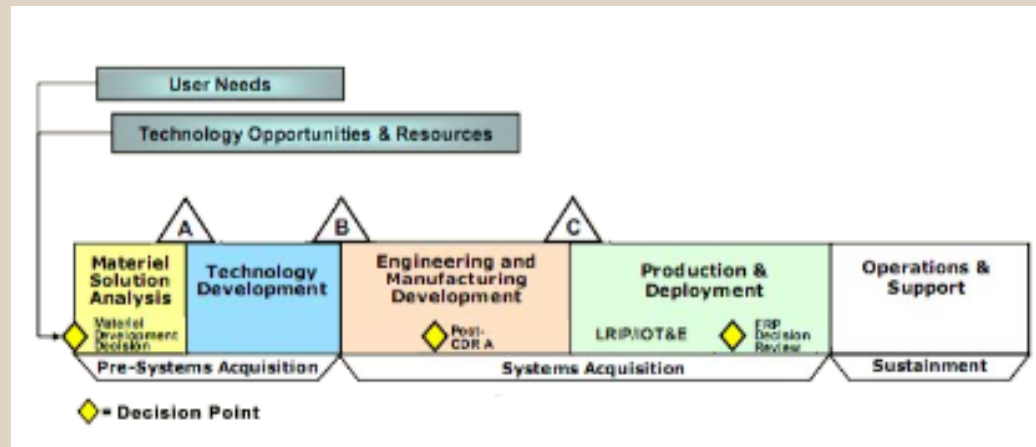 User Needs
Technology Opportunities & Resources
A
B
C
Materiel
Solution
Analysis
Materiel
Development
Decision
Technology
Development
Engineering and
Manufacturing
Development
Post-
CDR A
Production &
Deployment
LRIP/IOT&E
FRP
Decision
Review
Operations &
Support
Pre-Systems Acquisition
Systems Acquisition
Sustainment
= Decision Point